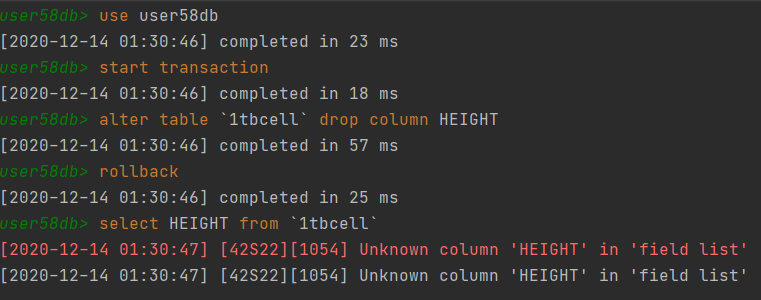 user58db> use user58db
[2020-12-14 01:30:46] completed in 23 ms
user58db> start transaction
[2020-12-14 01:30:46] completed in 18 ms
user58db> alter table `1tbcell` drop column HEIGHT
[2020-12-14 01:30:46] completed in 57 ms
user58db> rollback
[2020-12-14 01:30:46] completed in 25 ms
user58db> select HEIGHT from `1tbcell`
[2020-12-14 01:30:47] [42S22][1054] Unknown column 'HEIGHT' in 'field list'
[2020-12-14 01:30:47] [42S22][1054] Unknown column 'HEIGHT' in 'field list'